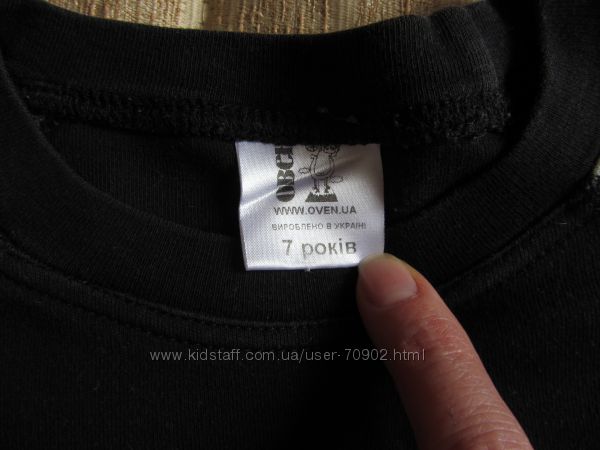 WWW.OVEN.UA
ВИРОБЛЕНО В УКРАЇНІ
7 років
www.kidstaff.com.ua/user-70902.html